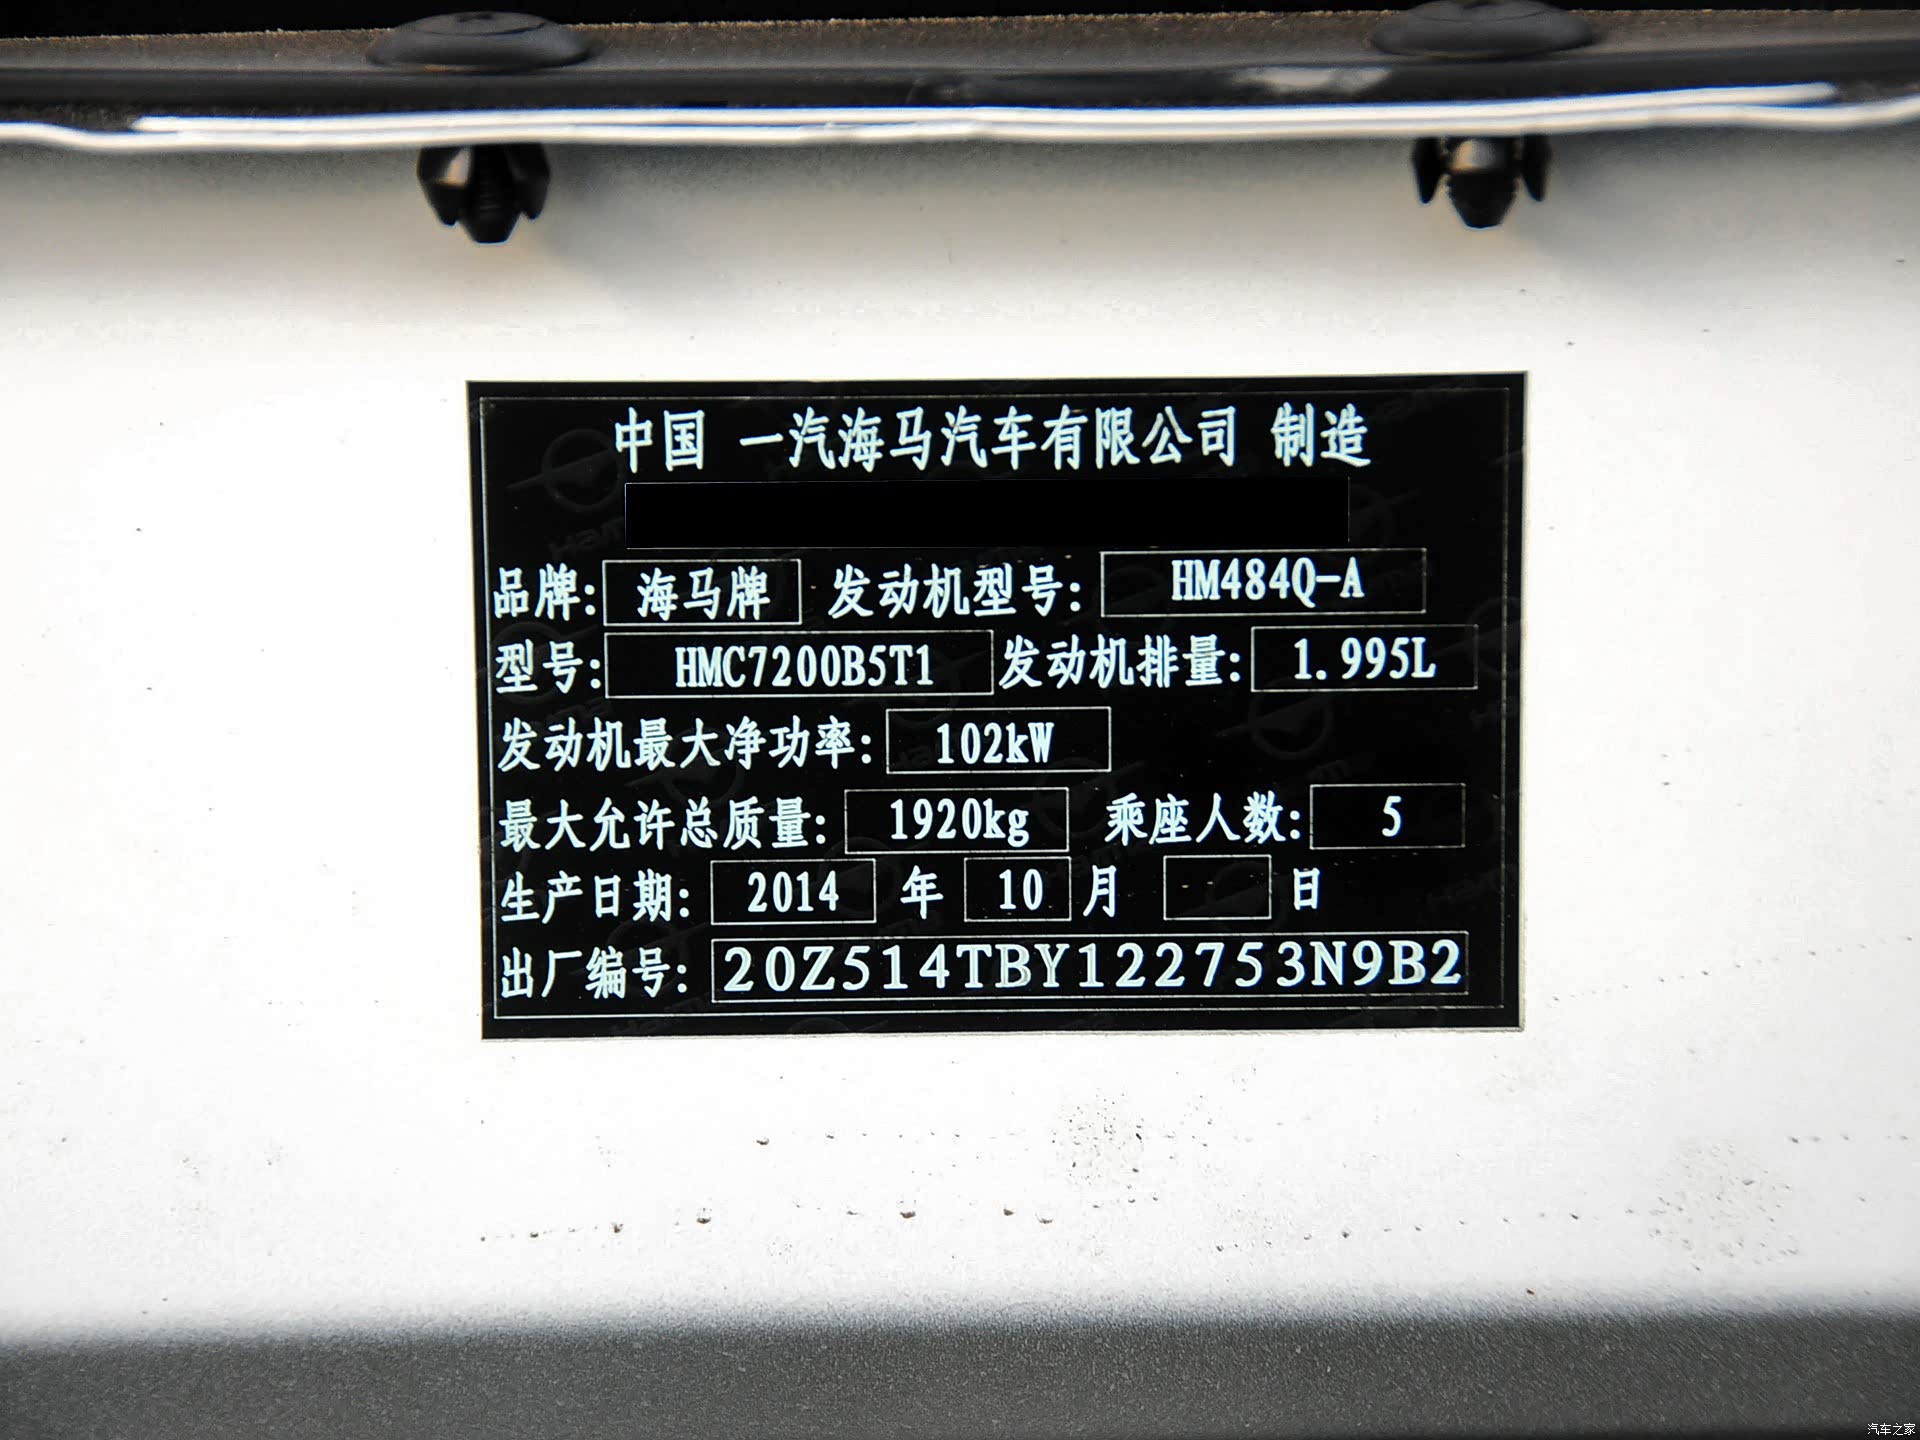 中国 一汽海马汽车有限公司 制造
品牌: 海马牌 发动机型号: HM484Q-A
型号: HMC7200B5T1 发动机排量: 1.995L
发动机最大净功率: 102kW
最大允许总质量: 1920kg 乘座人数: 5
生产日期: 2014 年 10 月 日
出厂编号: 20Z514TBY122753N9B2
汽车之家